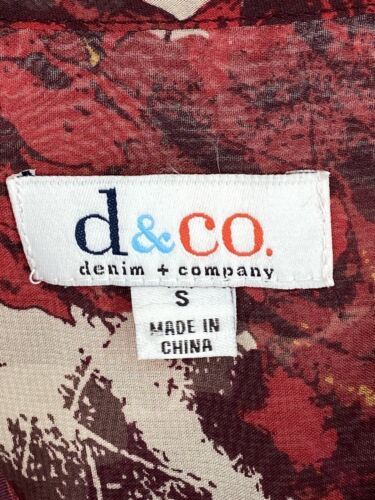 d&co.
denim + company
S
MADE IN
CHINA